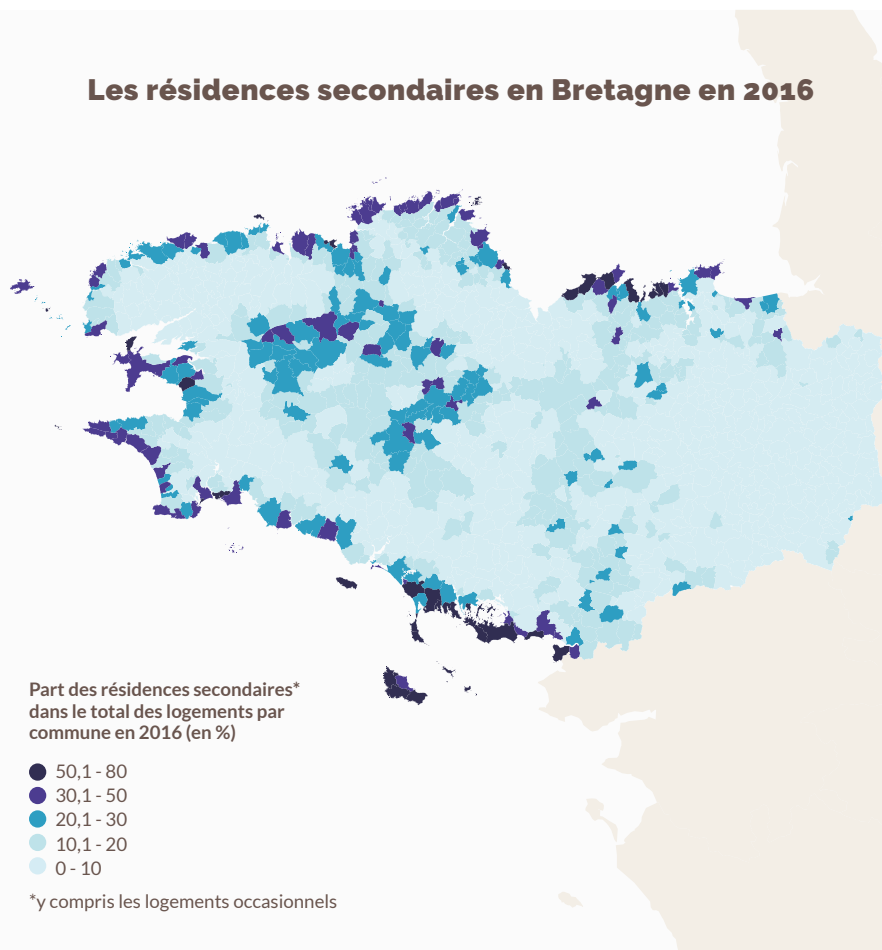 Les résidences secondaires en Bretagne en 2016
Part des résidences secondaires*
dans le total des logements par
commune en 2016 (en %)
50,1 - 80
30,1 - 50
20,1 - 30
10,1 - 20
0 - 10
*y compris les logements occasionnels